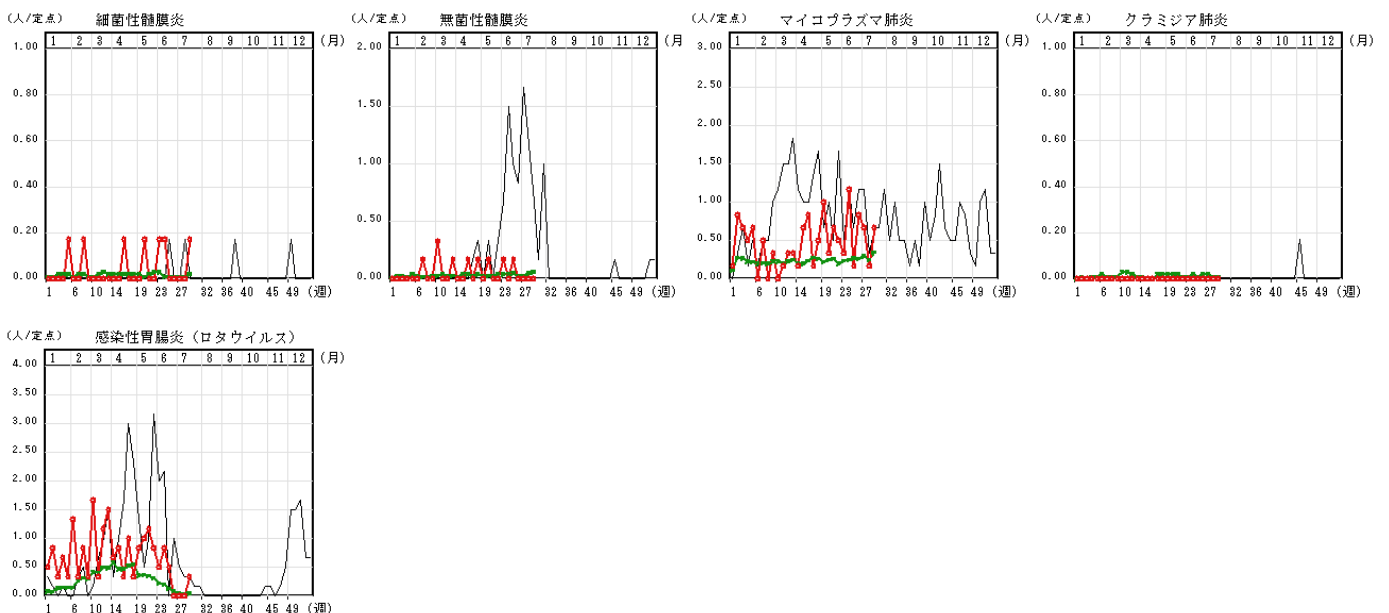 (人/定点) 細菌性髄膜炎
1.00 1 2 3 4 5 6 7 8 9 10 11 12 (月)
0.80
0.60
0.40
0.20
0.00
1 6 10 14 19 23 27 32 36 40 45 49 (週)
(人/定点) 無菌性髄膜炎
2.00 1 2 3 4 5 6 7 8 9 10 11 12 (月
1.50
1.00
0.50
0.00
1 6 10 14 19 23 27 32 36 40 45 49 (週)
(人/定点) マイコプラズマ肺炎
3.00 1 2 3 4 5 6 7 8 9 10 11 12 (月)
2.50
2.00
1.50
1.00
0.50
0.00
1 6 10 14 19 23 27 32 36 40 45 49 (週)
(人/定点) クラミジア肺炎
1.00 1 2 3 4 5 6 7 8 9 10 11 12 (月)
0.80
0.60
0.40
0.20
0.00
1 6 10 14 19 23 27 32 36 40 45 49 (週)
(人/定点) 感染性胃腸炎（ロタウイルス）
4.00 1 2 3 4 5 6 7 8 9 10 11 12 (月)
3.50
3.00
2.50
2.00
1.50
1.00
0.50
0.00
1 6 10 14 19 23 27 32 36 40 45 49 (週)